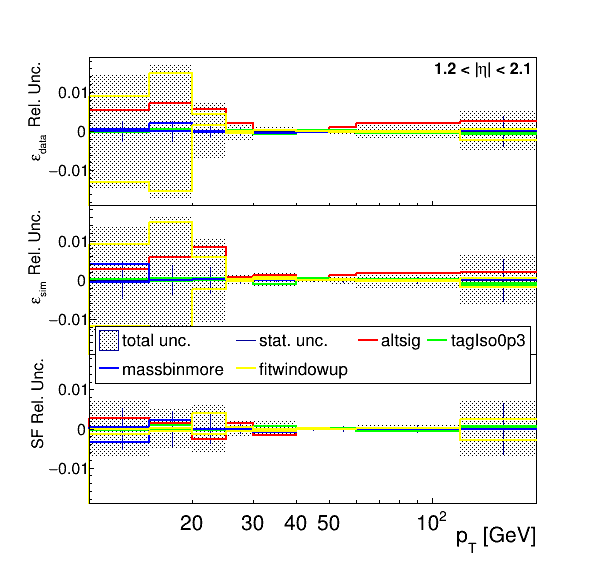 1.2 < |η| < 2.1
ε_data Rel. Unc.
0.01
0
−0.01
ε_sim Rel. Unc.
0.01
0
−0.01
total unc. stat. unc. altsig tagIso0p3
massbinmore fitwindowup
SF Rel. Unc.
0.01
0
−0.01
20 30 40 50 10²
p_T [GeV]